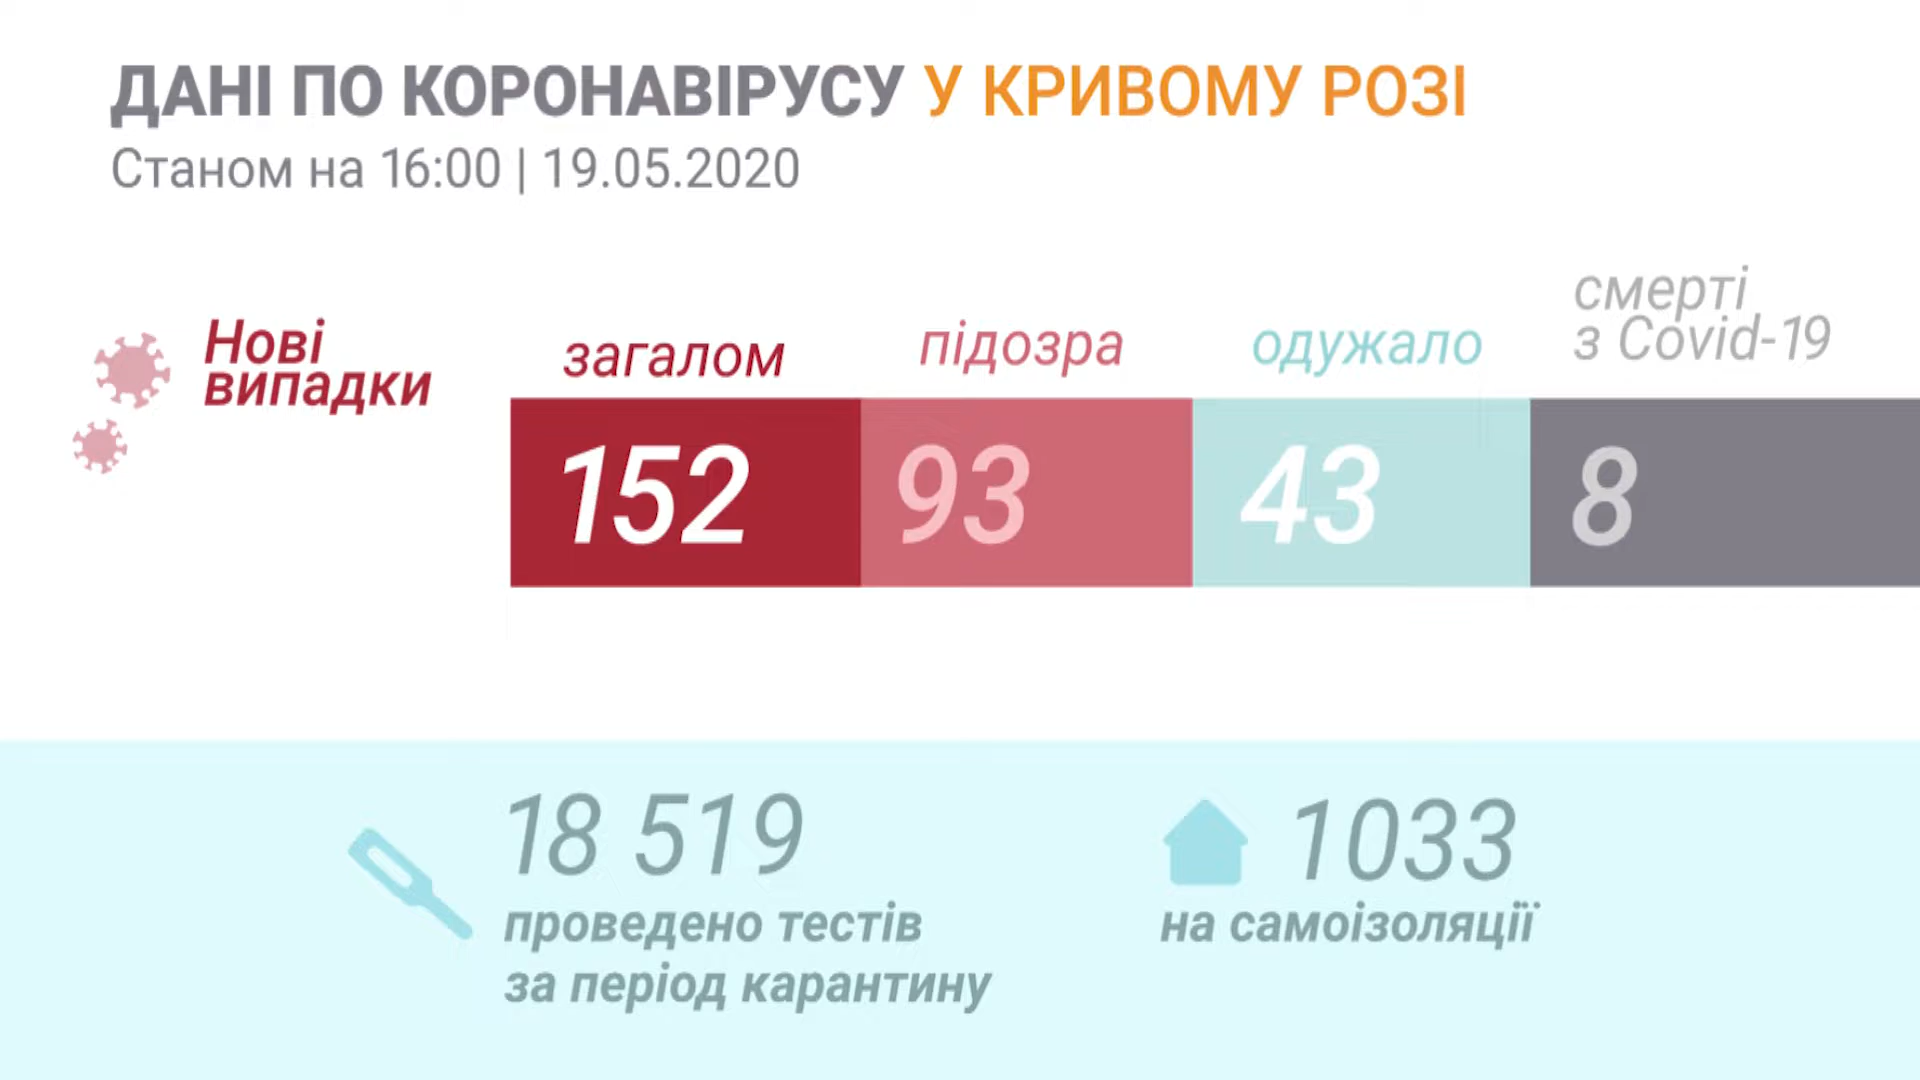 ДАНІ ПО КОРОНАВІРУСУ У КРИВОМУ РОЗІ
Станом на 16:00 | 19.05.2020
Нові
випадки
загалом
152
підозра
93
одужало
43
смерті
з Covid-19
8
18 519
проведено тестів
за період карантину
1033
на самоізоляції